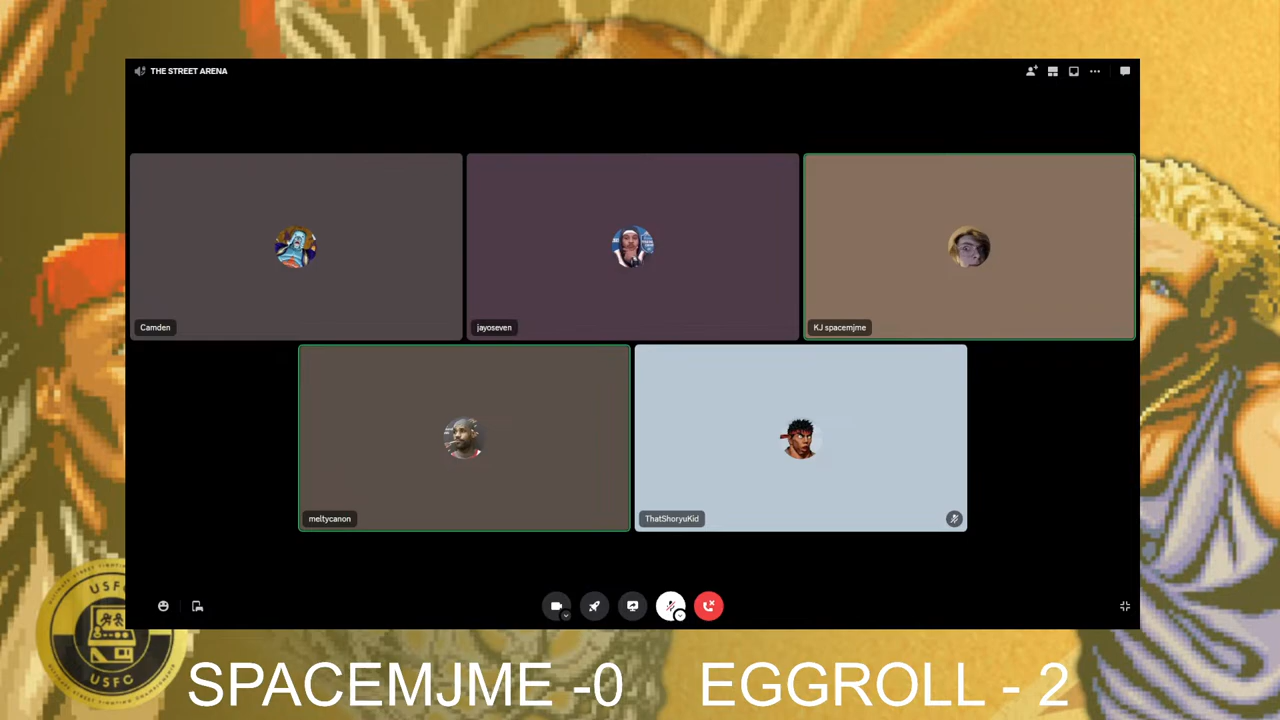 THE STREET ARENA
Camden
jayoseven
KJ spacemjme
meltycanon
ThatShoryuKid
USFC
USFC
SPACEMJME -0 EGGROLL - 2